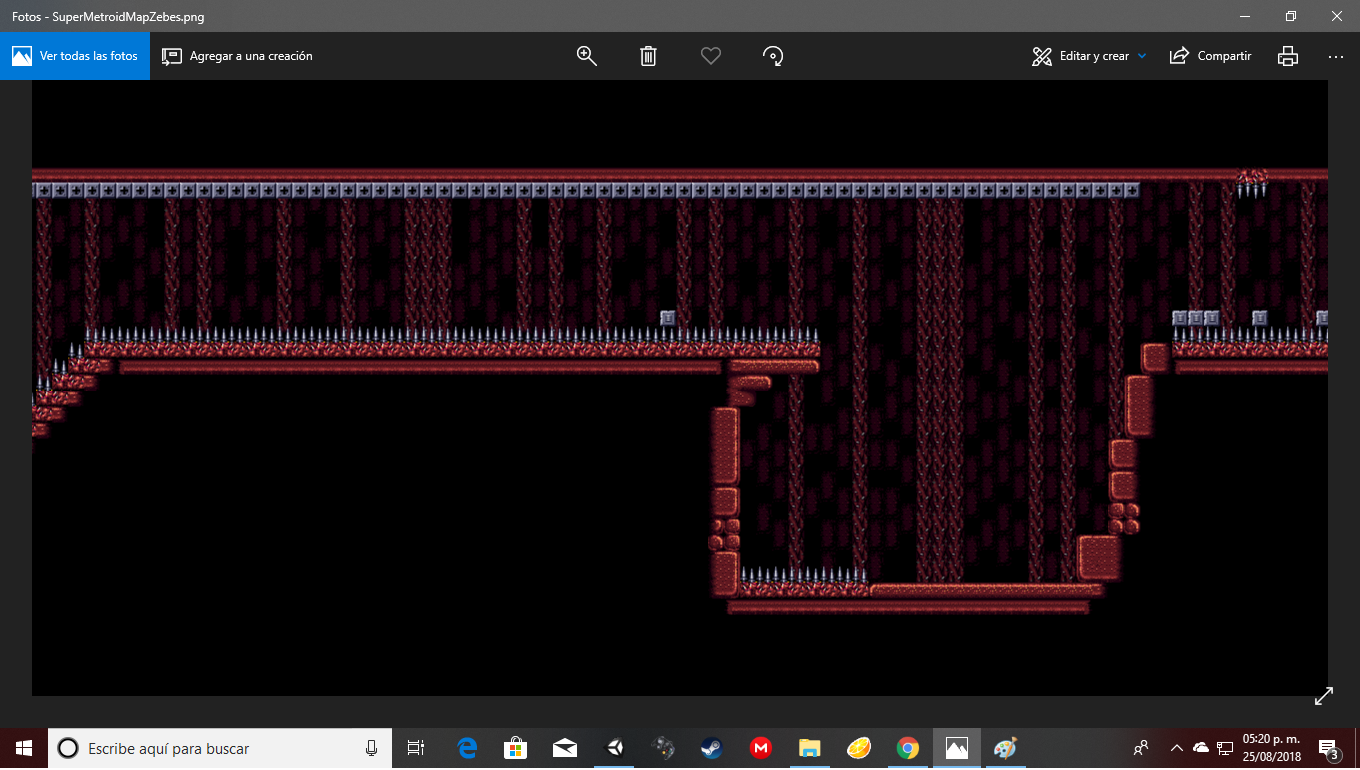 Fotos - SuperMetroidMapZebes.png
Ver todas las fotos
Agregar a una creación
Editar y crear
Compartir
Escribe aquí para buscar
05:20 p. m.
25/08/2018
3